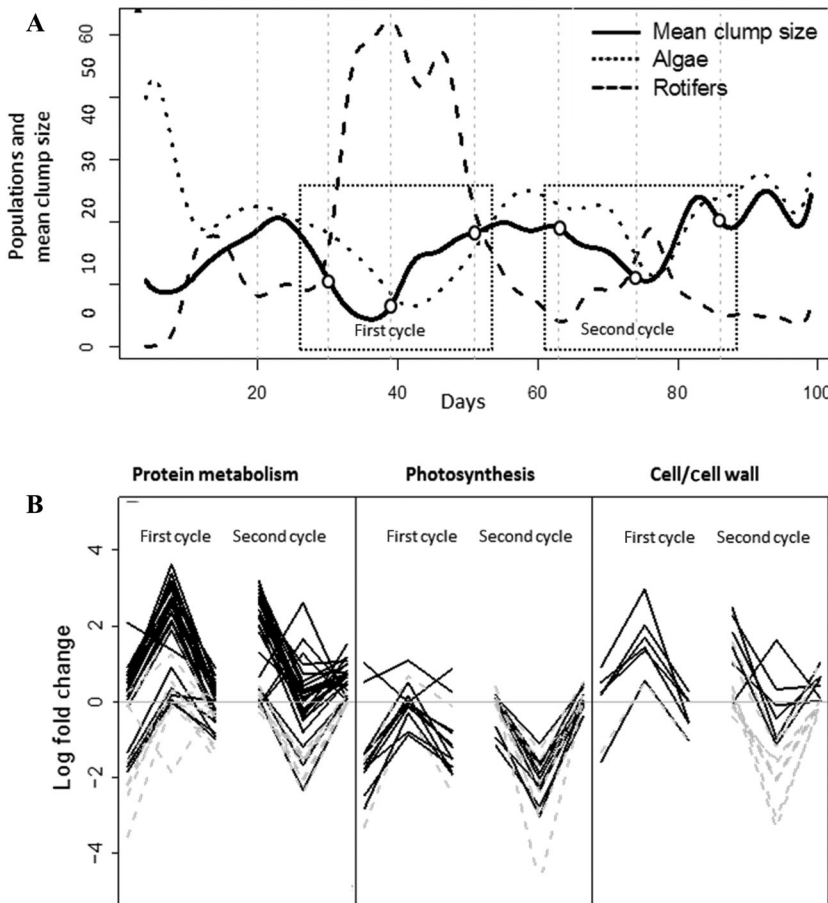 A
Mean clump size
Algae
Rotifers
Populations and
mean clump size
60
50
40
30
20
10
0
0
First cycle
Second cycle
20
40
60
80
100
Days
B
Protein metabolism
Photosynthesis
Cell/cell wall
First cycle
Second cycle
First cycle
Second cycle
First cycle
Second cycle
Log fold change
4
2
0
−2
−4